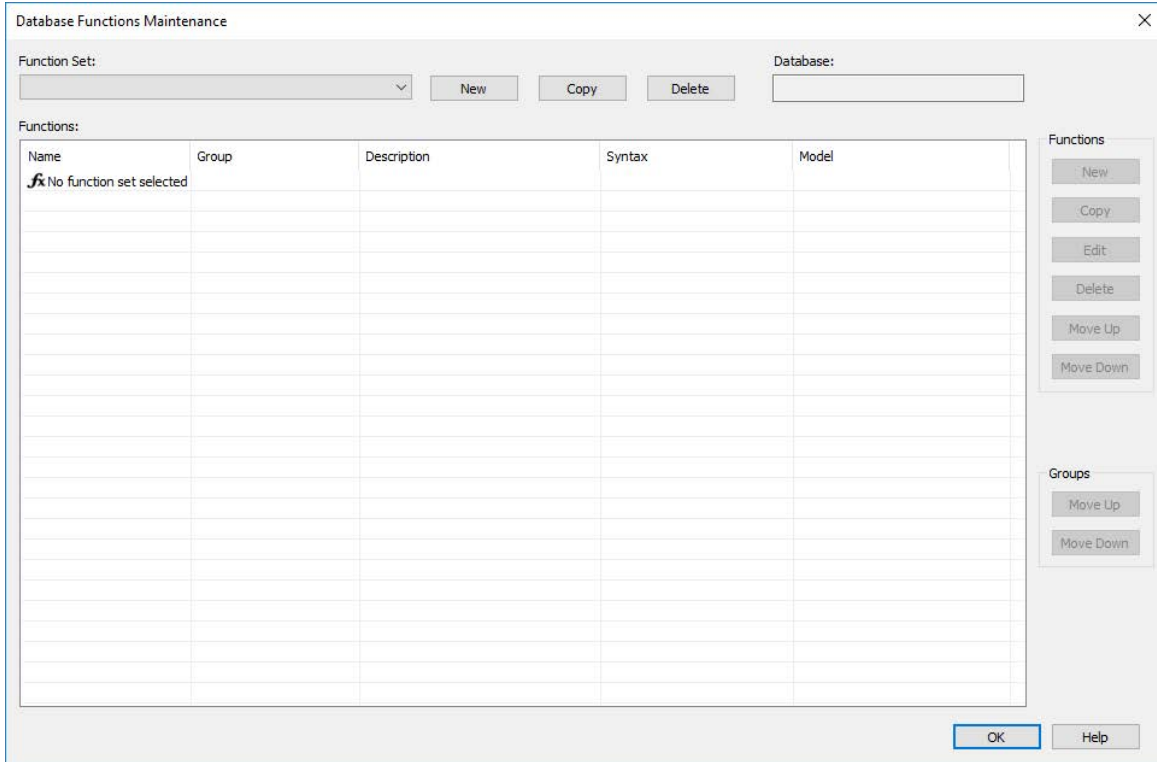 Database Functions Maintenance
Function Set:
Database:
New Copy Delete
Functions:
Name Group Description Syntax Model
fx No function set selected
Functions
New
Copy
Edit
Delete
Move Up
Move Down
Groups
Move Up
Move Down
OK Help